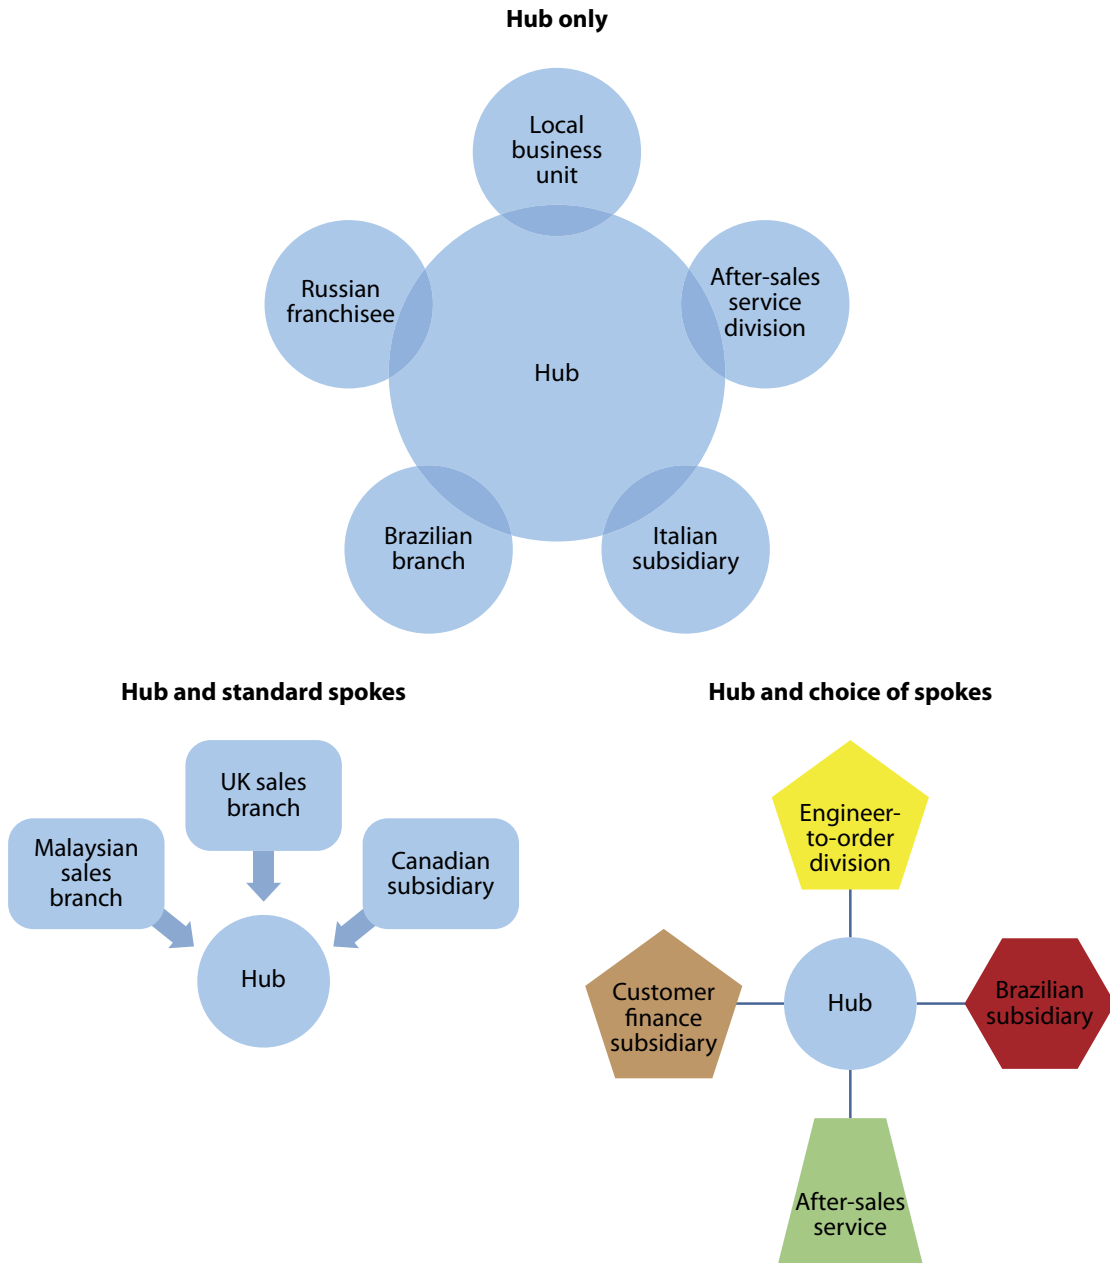 Hub only
Local
business
unit
Russian
franchisee
After-sales
service
division
Hub
Brazilian
branch
Italian
subsidiary
Hub and standard spokes
UK sales
branch
Malaysian
sales
branch
Canadian
subsidiary
Hub
Hub and choice of spokes
Engineer-
to-order
division
Customer
finance
subsidiary
Hub
Brazilian
subsidiary
After-sales
service